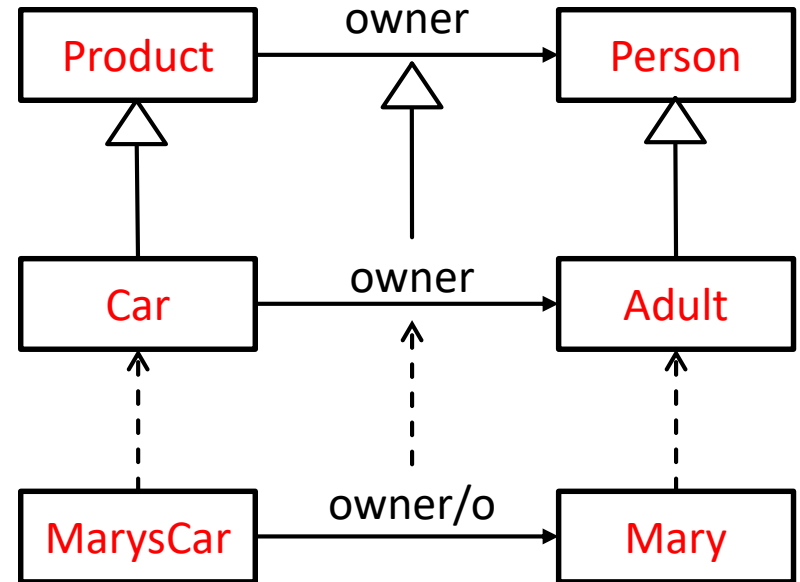 owner
Product
Person
owner
Car
Adult
owner/o
MarysCar
Mary